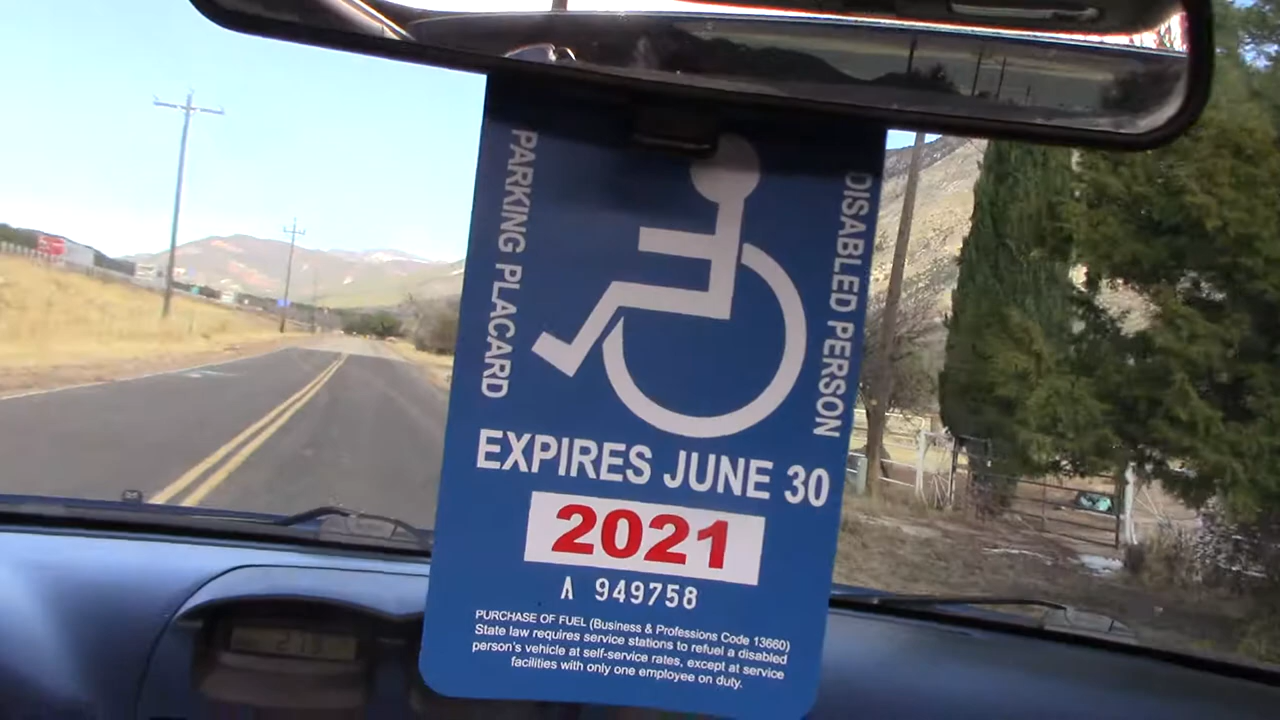 PARKING PLACARD
DISABLED PERSON
EXPIRES JUNE 30
2021
A 949758
PURCHASE OF FUEL (Business & Professions Code 13660)
State law requires service stations to refuel a disabled
person's vehicle at self-service rates, except at service
facilities with only one employee on duty.